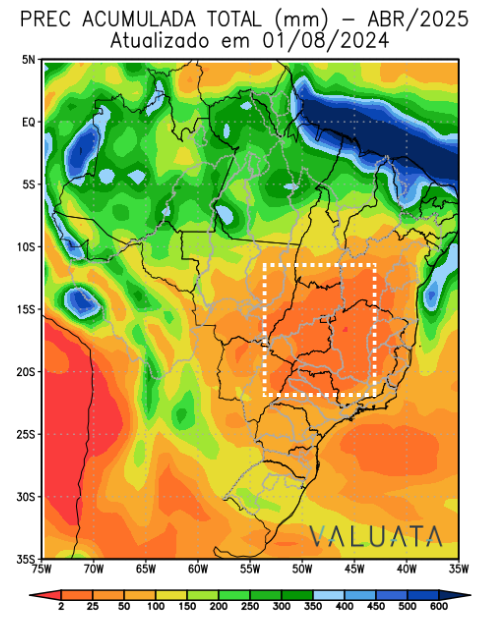 PREC ACUMULADA TOTAL (mm) – ABR/2025
Atualizado em 01/08/2024
5N
EQ
5S
10S
15S
20S
25S
30S
35S
VALUATA
75W 70W 65W 60W 55W 50W 45W 40W 35W
2 25 50 100 150 200 250 300 350 400 450 500 600